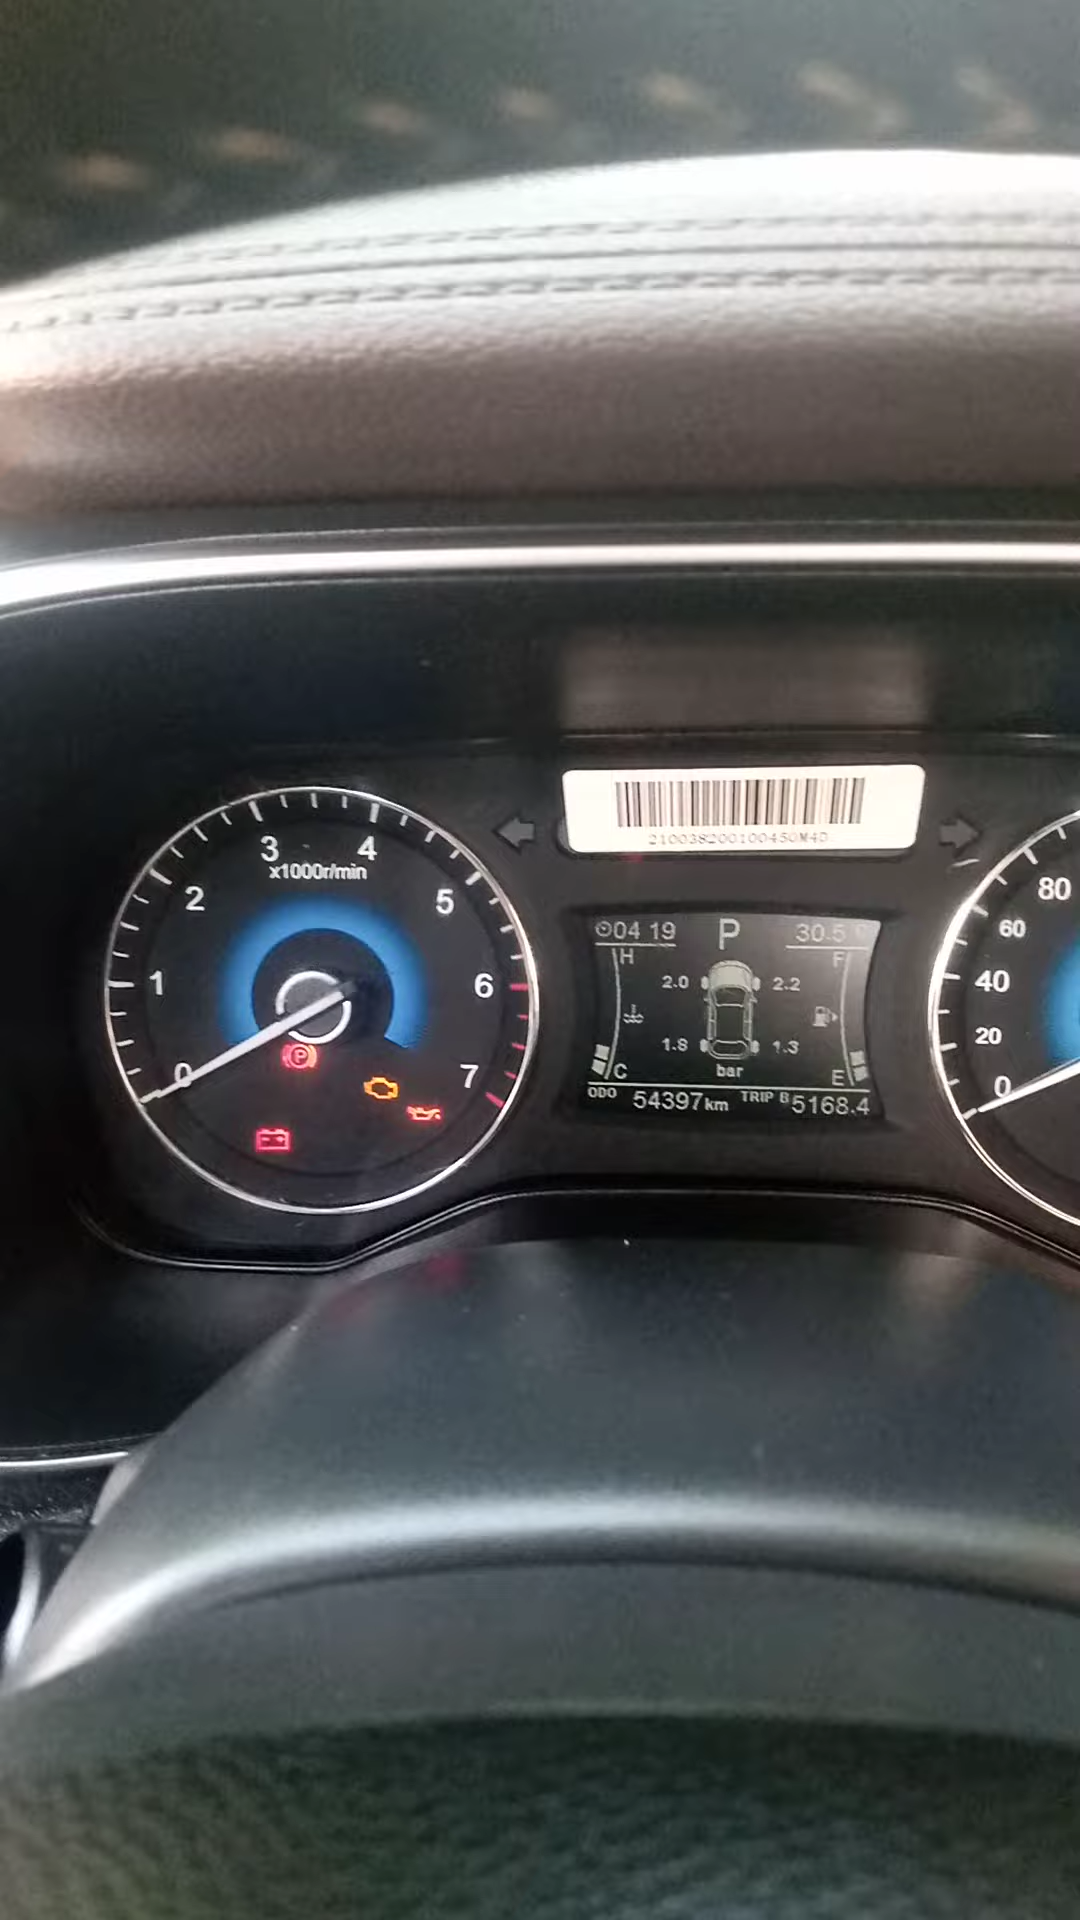 210038200100450M4D
3 4
x1000r/min
2 5
1 6
0 7
P
04 19 P 30.5
H F
2.0 2.2
1.8 1.3
C bar E
ODO 54397km TRIP B 5168.4
80
60
40
20
0